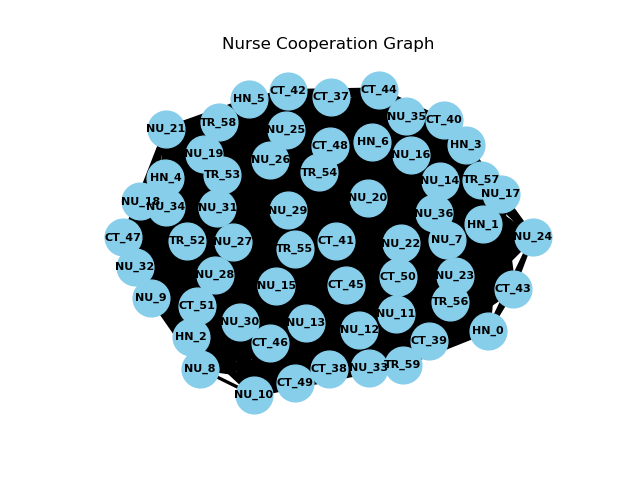 Nurse Cooperation Graph
CT_44
CT_42
CT_37
HN_5
NU_35
CT_40
TR_58
NU_21
NU_25
HN_6
HN_3
CT_48
NU_19
NU_16
NU_26
TR_54
TR_53
HN_4
NU_14
TR_57
NU_17
NU_20
NU_18
NU_34
NU_31
NU_29
NU_36
HN_1
CT_47
TR_52
NU_27
CT_41
NU_22
NU_7
NU_24
TR_55
NU_32
NU_28
CT_50
NU_23
NU_15
CT_45
CT_43
NU_9
TR_56
CT_51
NU_11
NU_30
NU_13
NU_12
HN_0
HN_2
CT_46
CT_39
NU_8
CT_38
NU_33
TR_59
CT_49
NU_10